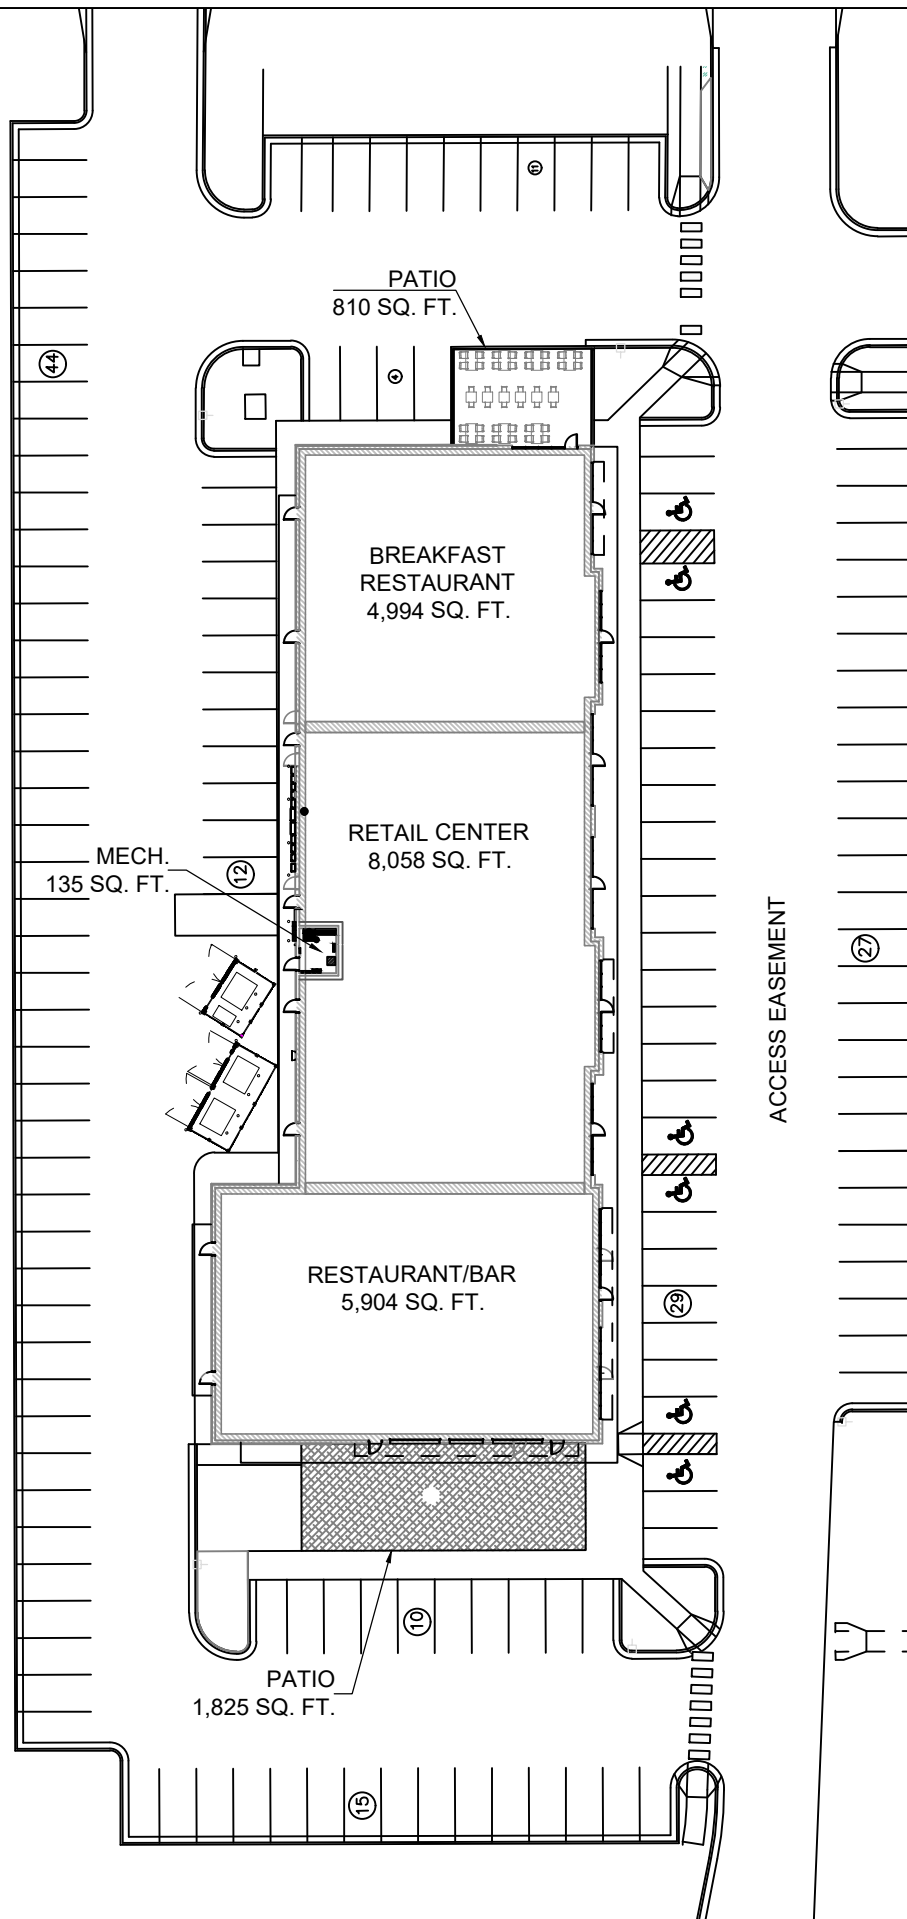 11
PATIO
810 SQ. FT.
44
4
BREAKFAST
RESTAURANT
4,994 SQ. FT.
RETAIL CENTER
8,058 SQ. FT.
MECH.
135 SQ. FT.
12
ACCESS EASEMENT
27
RESTAURANT/BAR
5,904 SQ. FT.
29
10
PATIO
1,825 SQ. FT.
15